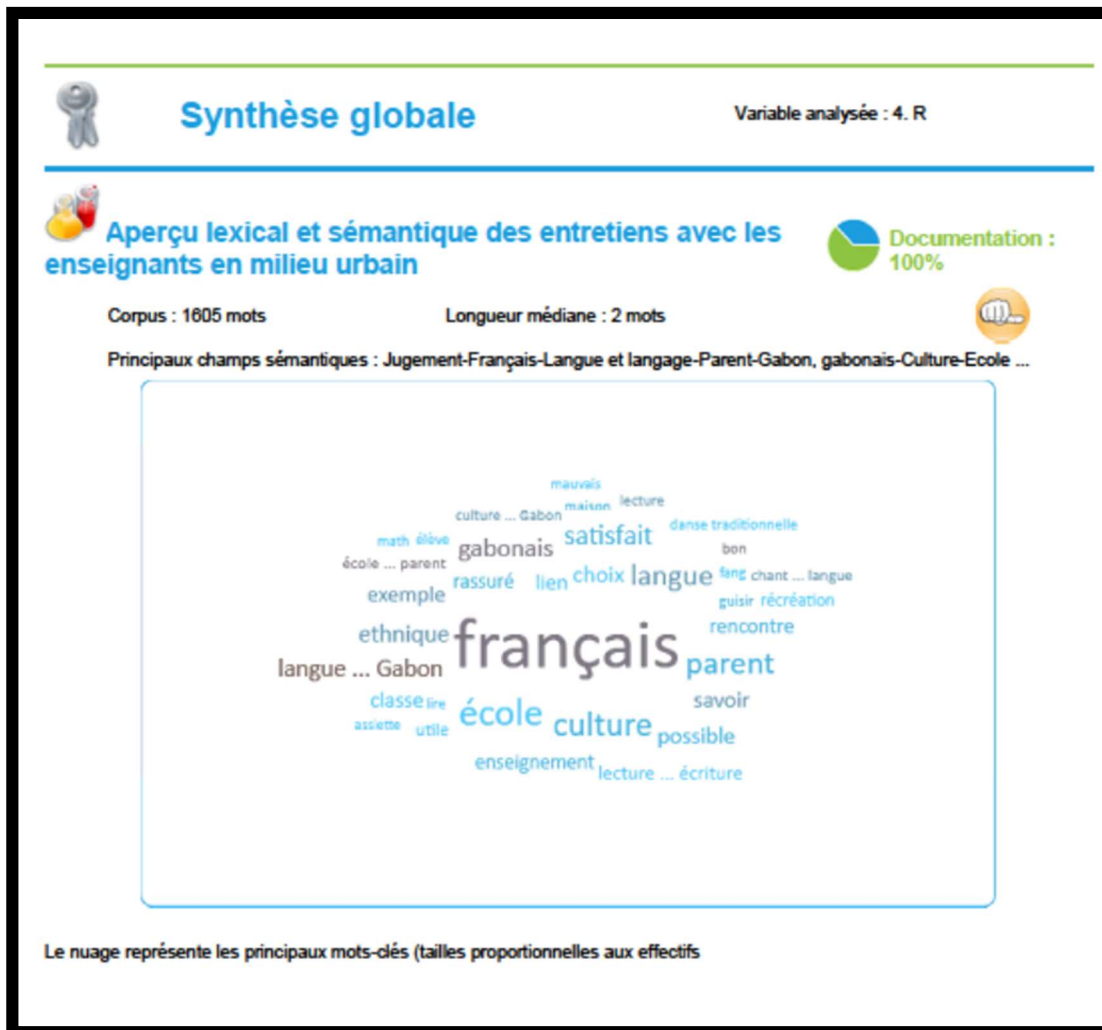 Synthèse globale
Variable analysée : 4. R
Aperçu lexical et sémantique des entretiens avec les
enseignants en milieu urbain
Documentation :
100%
Corpus : 1605 mots
Longueur médiane : 2 mots
Principaux champs sémantiques : Jugement-Français-Langue et langage-Parent-Gabon, gabonais-Culture-Ecole ...
mauvais
culture ... Gabon maison lecture
math élève gabonais satisfait danse traditionnelle
bon
école ... parent
rassuré lien choix langue fang chant ... langue
exemple
guisir récréation
ethnique français rencontre
langue ... Gabon parent
classe lire école culture savoir
assiette utile possible
enseignement lecture ... écriture
Le nuage représente les principaux mots-clés (tailles proportionnelles aux effectifs